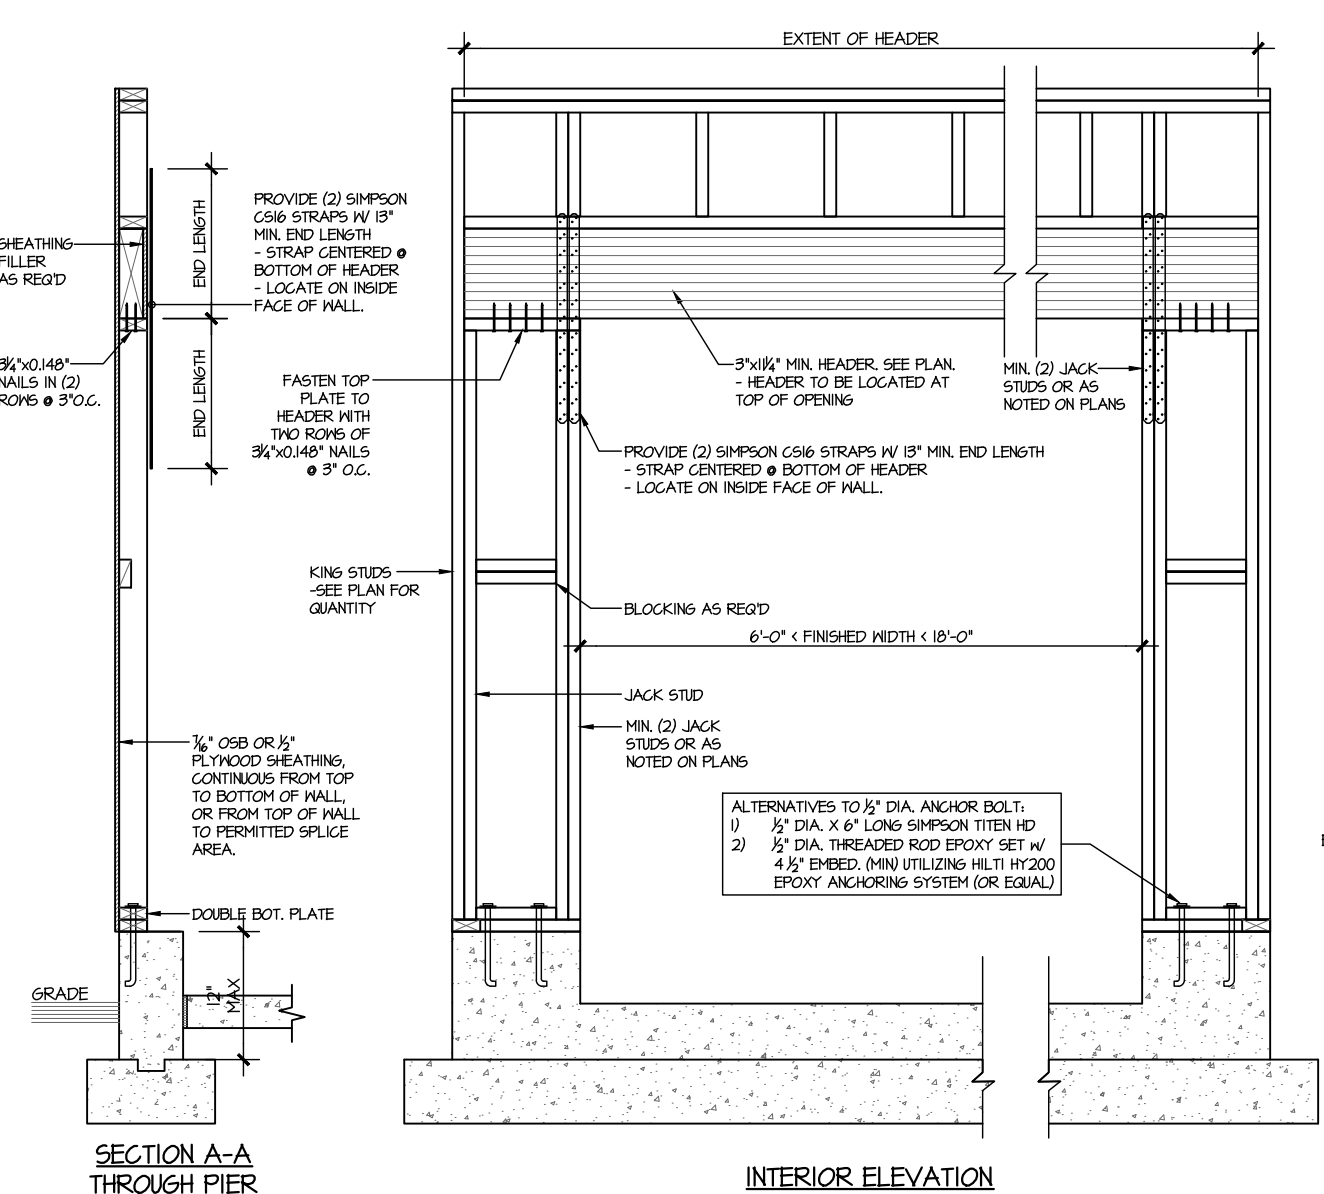 EXTENT OF HEADER
PROVIDE (2) SIMPSON
CS16 STRAPS W/ 13"
MIN. END LENGTH
- STRAP CENTERED @
BOTTOM OF HEADER
- LOCATE ON INSIDE
FACE OF WALL.
END LENGTH
END LENGTH
SHEATHING
FILLER
AS REQ'D
3¼"x0.148"
NAILS IN (2)
ROWS @ 3"O.C.
FASTEN TOP
PLATE TO
HEADER WITH
TWO ROWS OF
3¼"x0.148" NAILS
@ 3" O.C.
3"x11¼" MIN. HEADER. SEE PLAN.
- HEADER TO BE LOCATED AT
TOP OF OPENING
MIN. (2) JACK
STUDS OR AS
NOTED ON PLANS
PROVIDE (2) SIMPSON CS16 STRAPS W/ 13" MIN. END LENGTH
- STRAP CENTERED @ BOTTOM OF HEADER
- LOCATE ON INSIDE FACE OF WALL.
KING STUDS
-SEE PLAN FOR
QUANTITY
BLOCKING AS REQ'D
6'-0" < FINISHED WIDTH < 18'-0"
JACK STUD
MIN. (2) JACK
STUDS OR AS
NOTED ON PLANS
7/16" OSB OR ½"
PLYWOOD SHEATHING,
CONTINUOUS FROM TOP
TO BOTTOM OF WALL,
OR FROM TOP OF WALL
TO PERMITTED SPLICE
AREA.
ALTERNATIVES TO ½" DIA. ANCHOR BOLT:
1) ½" DIA. X 6" LONG SIMPSON TITEN HD
2) ½" DIA. THREADED ROD EPOXY SET W/
4 ½" EMBED. (MIN) UTILIZING HILTI HY200
EPOXY ANCHORING SYSTEM (OR EQUAL)
DOUBLE BOT. PLATE
GRADE
12"
MAX
SECTION A-A
THROUGH PIER
INTERIOR ELEVATION